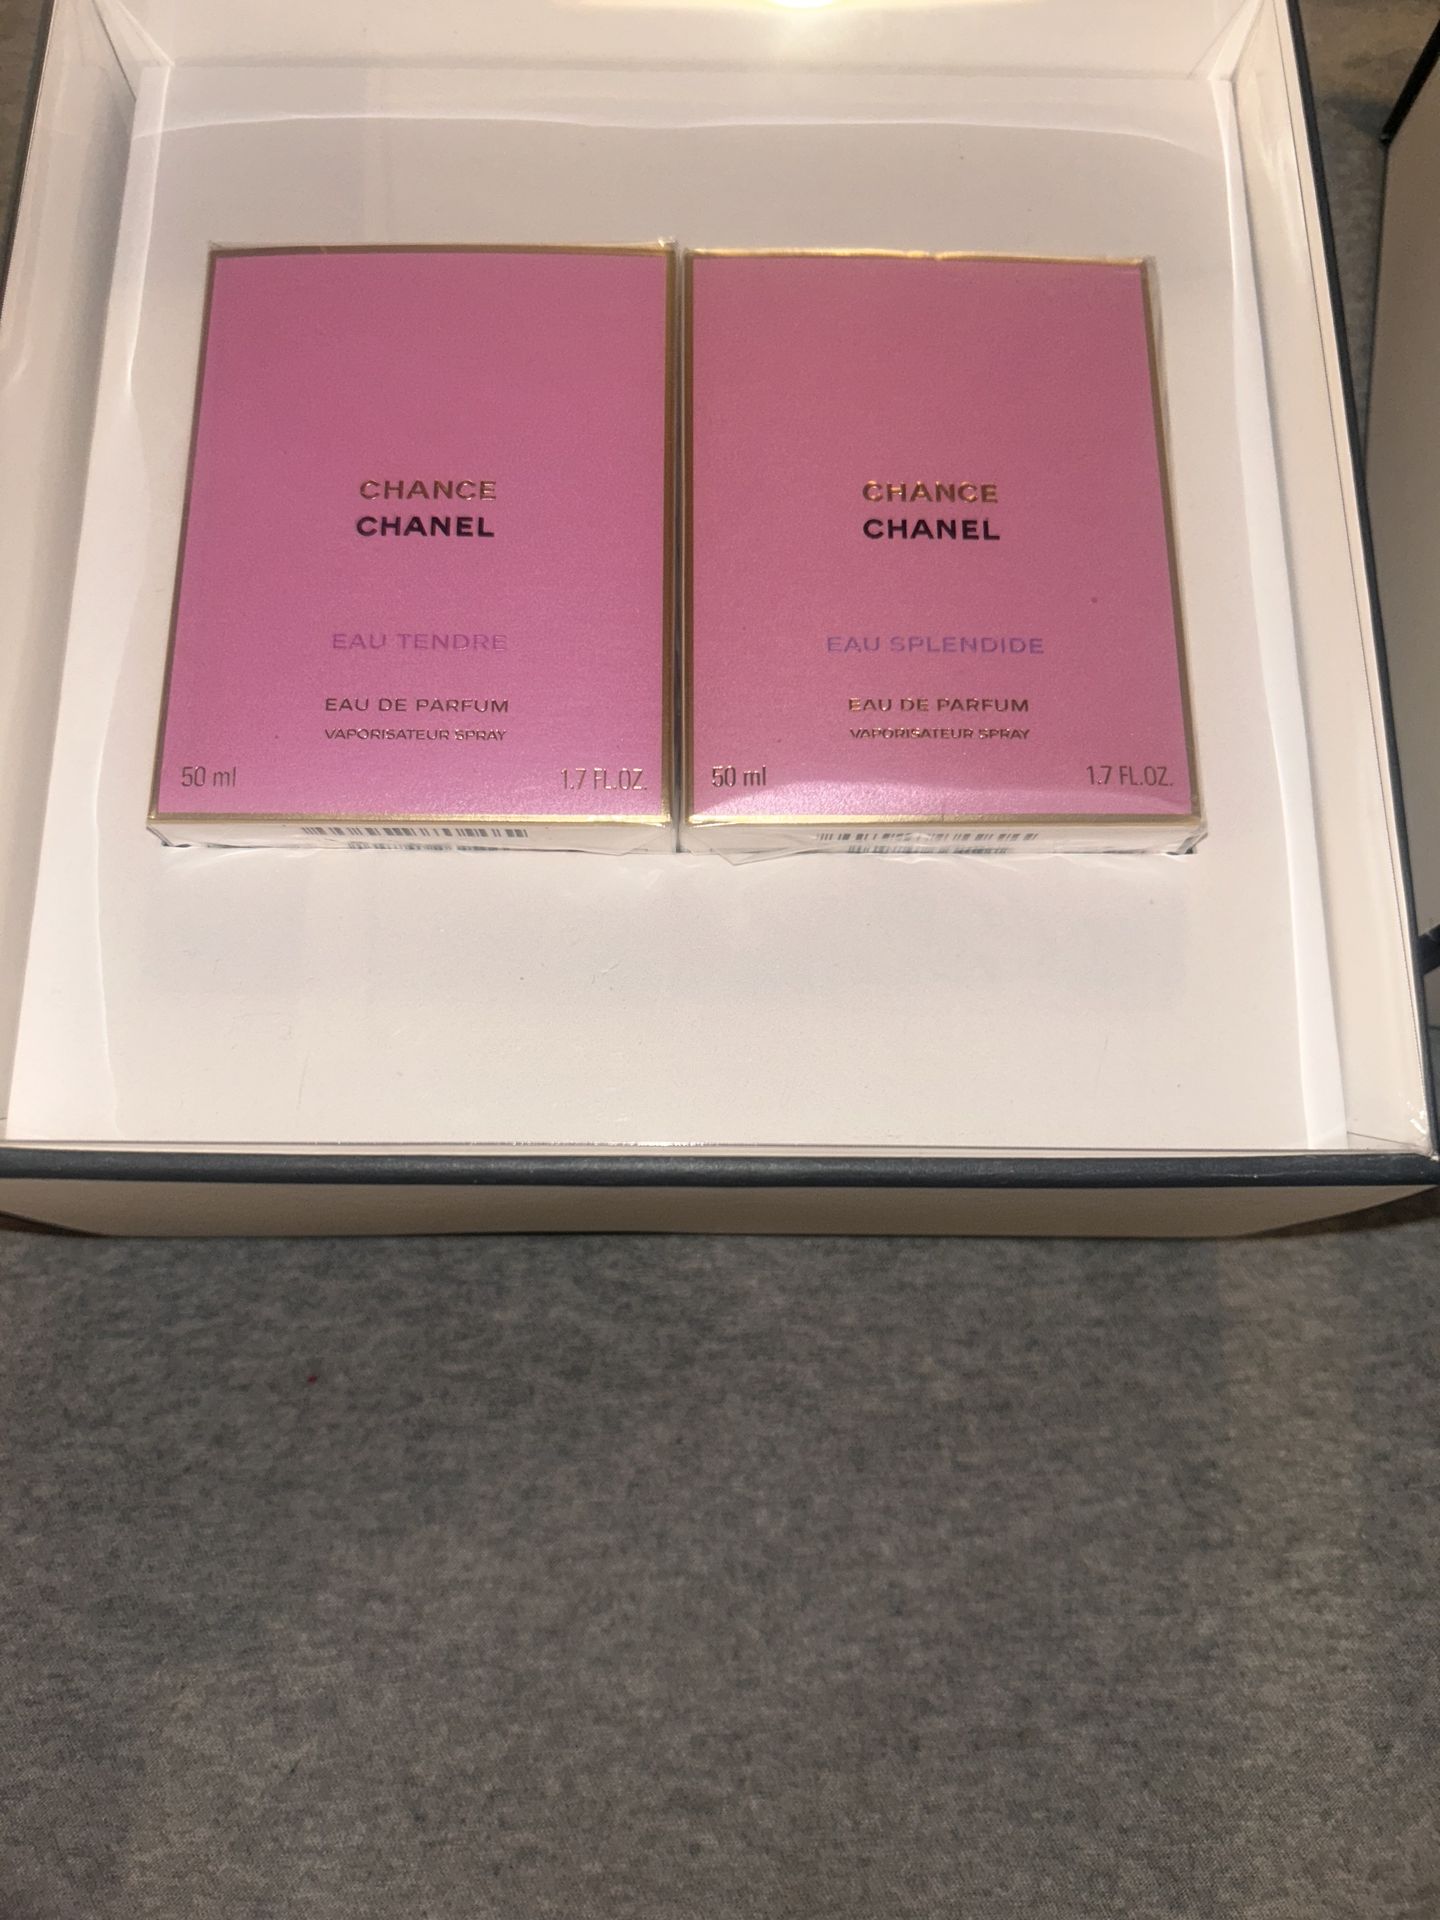 CHANCE
CHANEL
EAU TENDRE
EAU DE PARFUM
VAPORISATEUR SPRAY
50 ml 1.7 FL.OZ.
CHANCE
CHANEL
EAU SPLENDIDE
EAU DE PARFUM
VAPORISATEUR SPRAY
50 ml 1.7 FL.OZ.